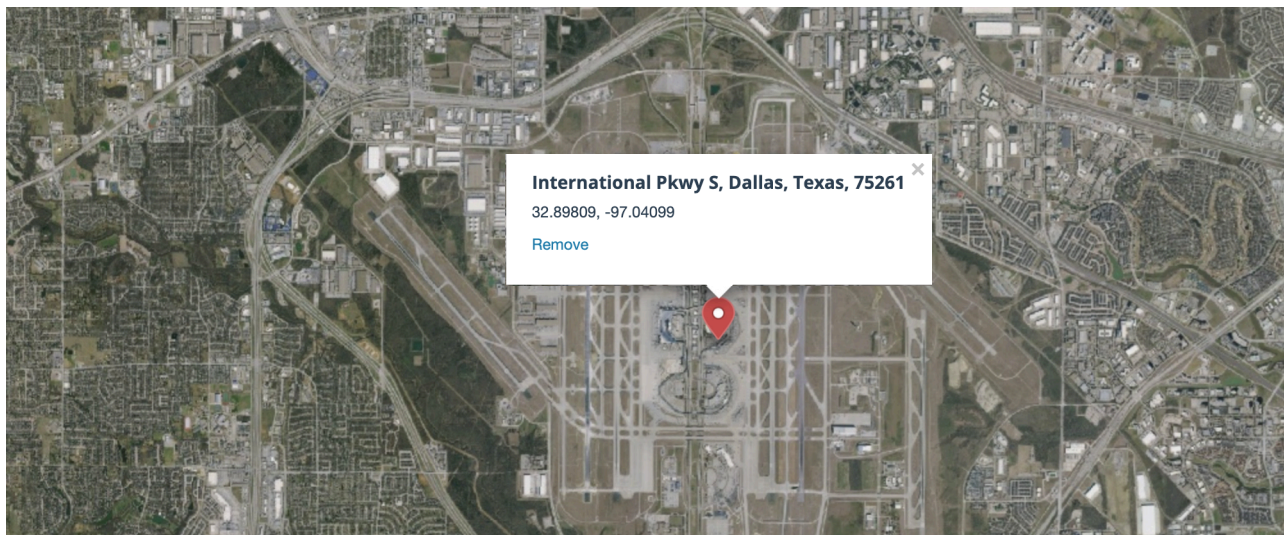 International Pkwy S, Dallas, Texas, 75261
32.89809, -97.04099
Remove